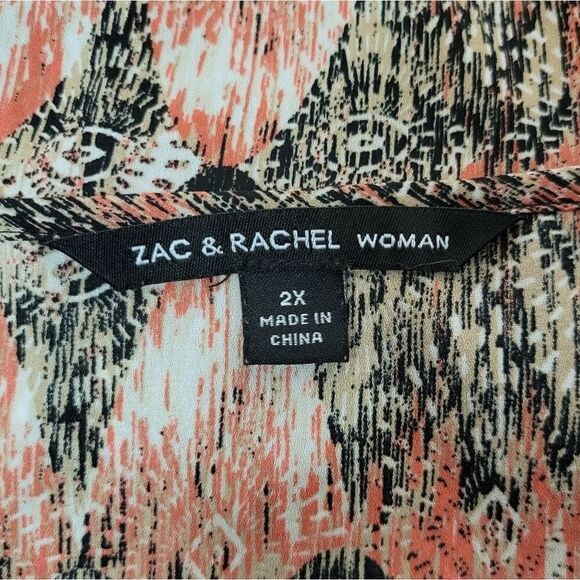 ZAC & RACHEL WOMAN
2X
MADE IN
CHINA